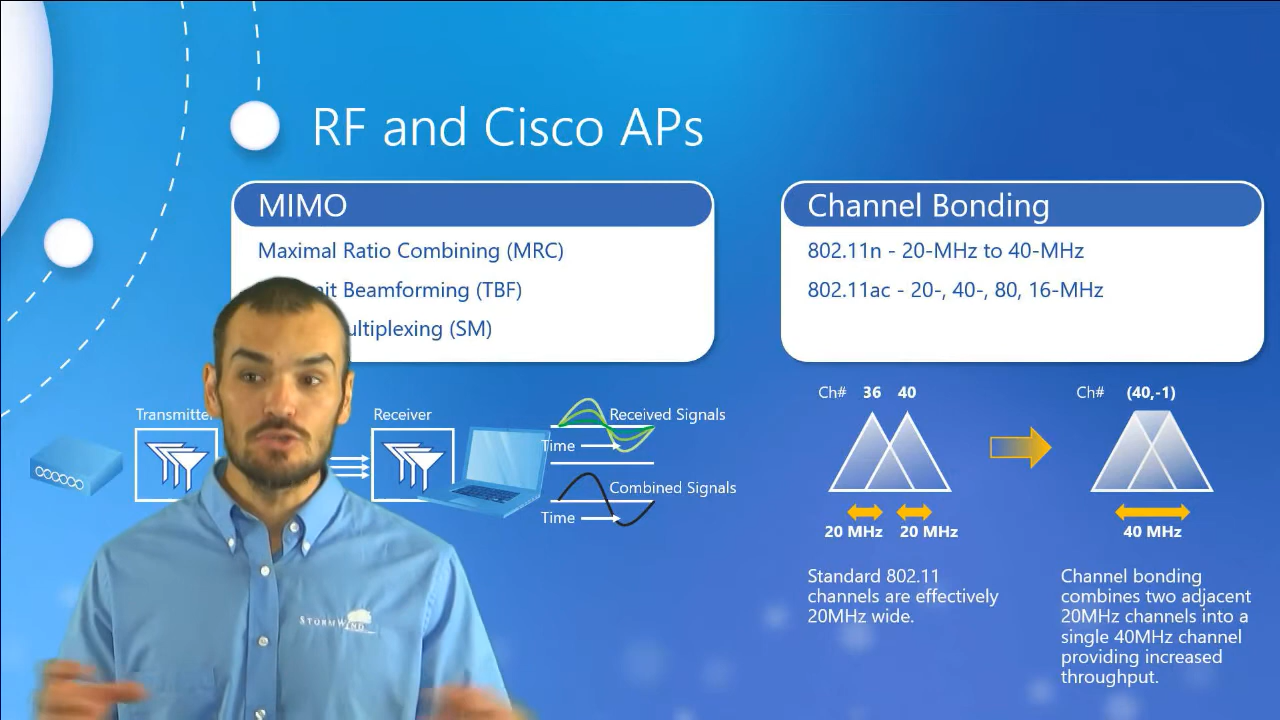 RF and Cisco APs
MIMO
Maximal Ratio Combining (MRC)
Beamforming (TBF)
(SM)
Transmitter
Receiver
Received Signals
Time
Combined Signals
Time
STORMWIND
Channel Bonding
802.11n - 20-MHz to 40-MHz
802.11ac - 20-, 40-, 80, 16-MHz
Ch# 36 40
20 MHz 20 MHz
Standard 802.11
channels are effectively
20MHz wide.
Ch# (40,-1)
40 MHz
Channel bonding
combines two adjacent
20MHz channels into a
single 40MHz channel
providing increased
throughput.